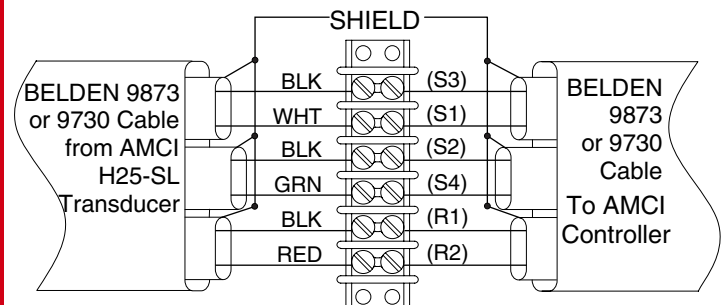 SHIELD
BELDEN 9873
or 9730 Cable
from AMCI
H25-SL
Transducer
BLK (S3)
WHT (S1)
BLK (S2)
GRN (S4)
BLK (R1)
RED (R2)
BELDEN
9873
or 9730
Cable
To AMCI
Controller